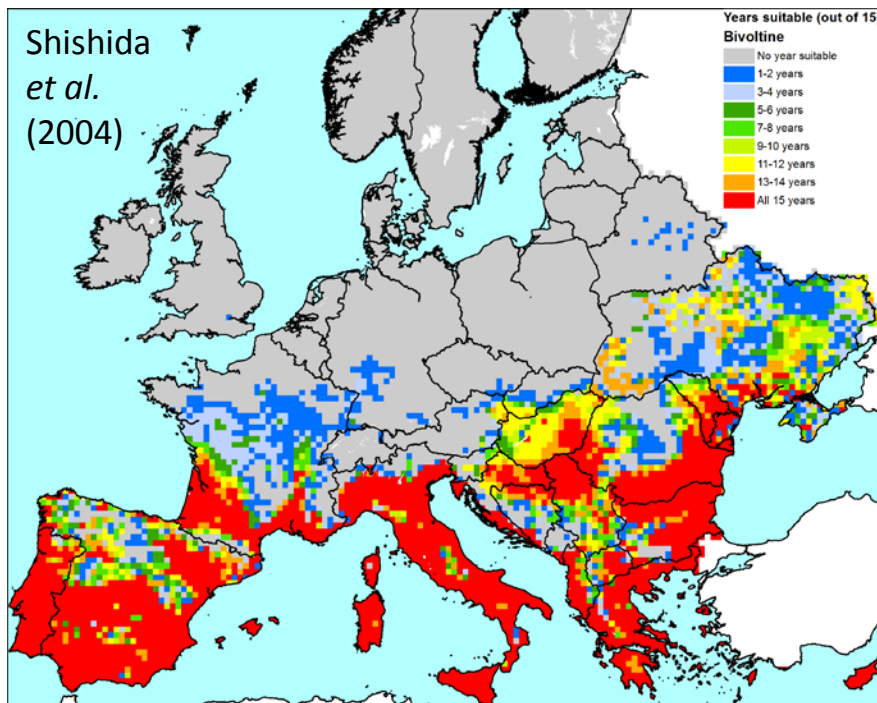 Shishida
et al.
(2004)
Years suitable (out of 15
Bivoltine
No year suitable
1-2 years
3-4 years
5-6 years
7-8 years
9-10 years
11-12 years
13-14 years
All 15 years